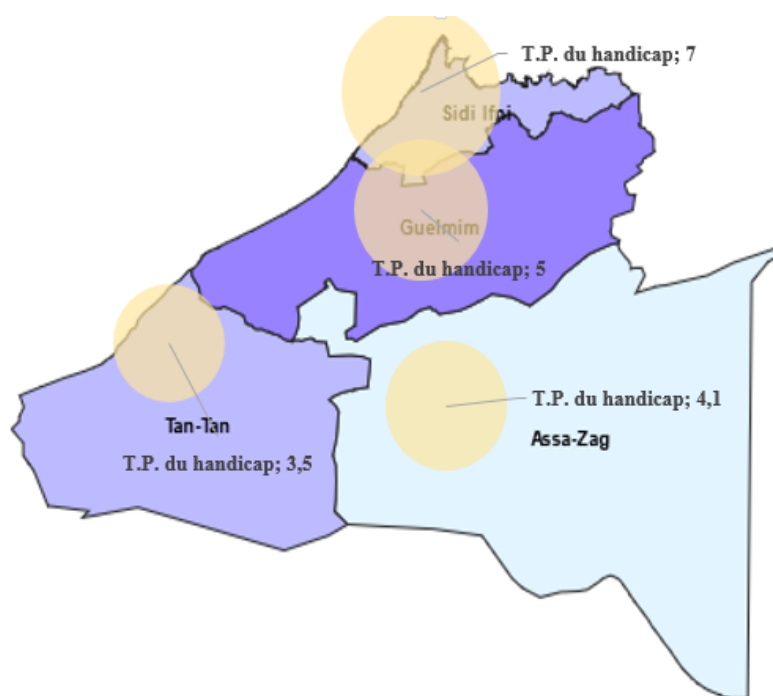 T.P. du handicap; 7
Sidi Ifni
Guelmim
T.P. du handicap; 5
T.P. du handicap; 4,1
Tan-Tan
Assa-Zag
T.P. du handicap; 3,5